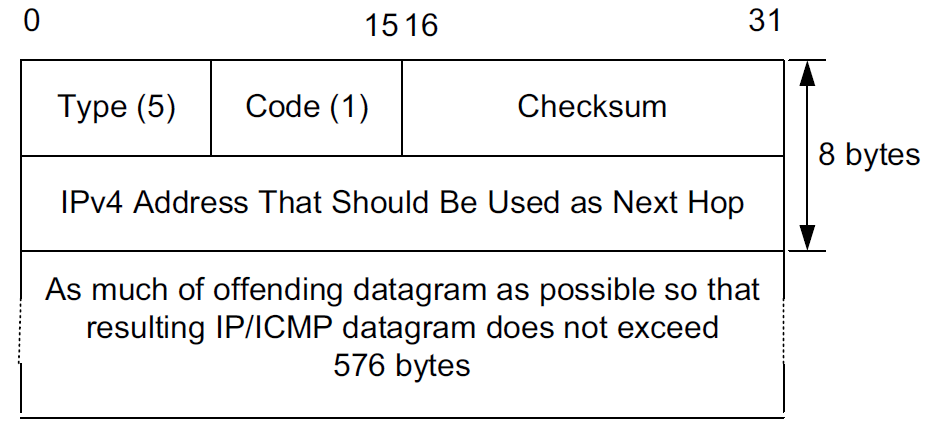 0 15 16 31
Type (5) Code (1) Checksum
8 bytes
IPv4 Address That Should Be Used as Next Hop
As much of offending datagram as possible so that
resulting IP/ICMP datagram does not exceed
576 bytes